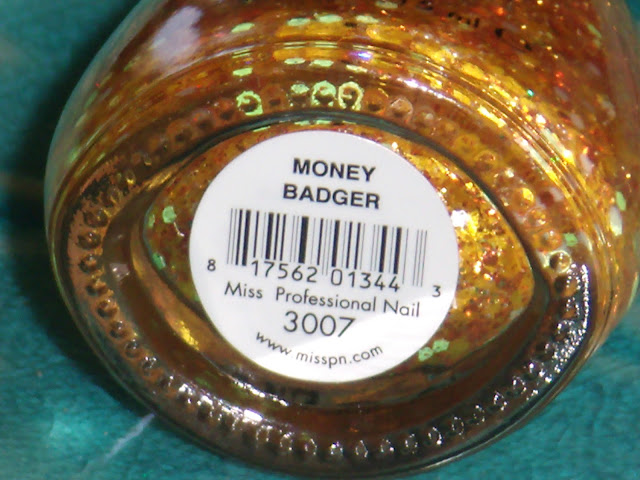 MONEY
BADGER
8 17562 01344 3
Miss Professional Nail
3007
www.misspn.com